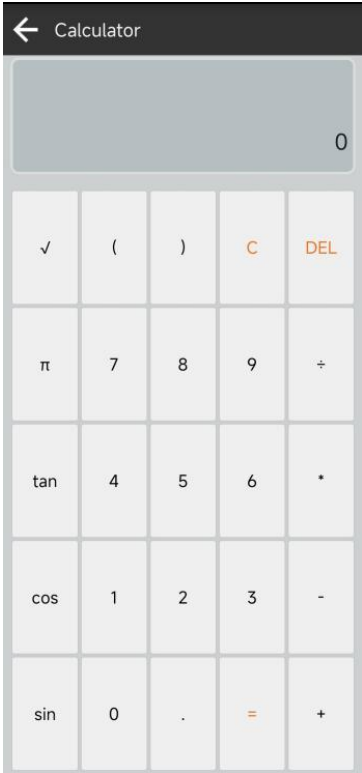 Calculator
0
√ ( ) C DEL
π 7 8 9 ÷
tan 4 5 6 *
cos 1 2 3 -
sin 0 . = +